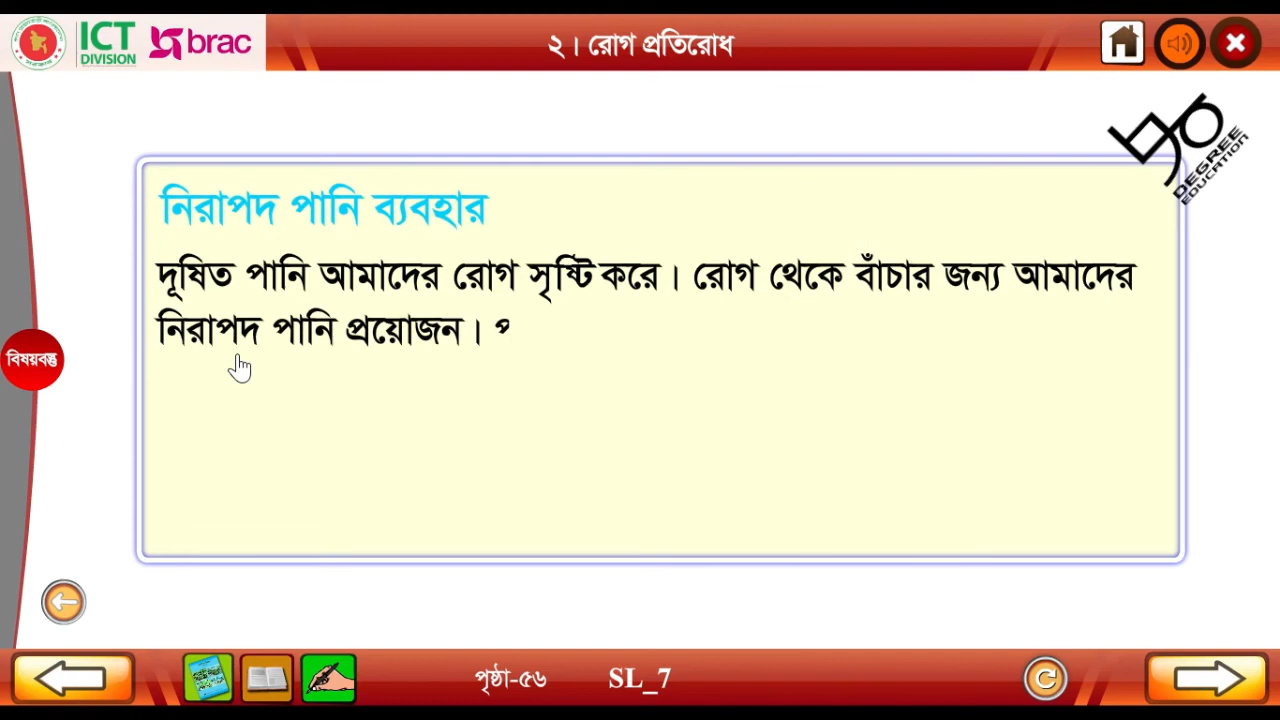 ICT
DIVISION
brac
২। রোগ প্রতিরোধ
DEGREE
EDUCATION
নিরাপদ পানি ব্যবহার
দূষিত পানি আমাদের রোগ সৃষ্টি করে। রোগ থেকে বাঁচার জন্য আমাদের
নিরাপদ পানি প্রয়োজন।
বিষয়বস্তু
পৃষ্ঠা-৫৬
SL_7